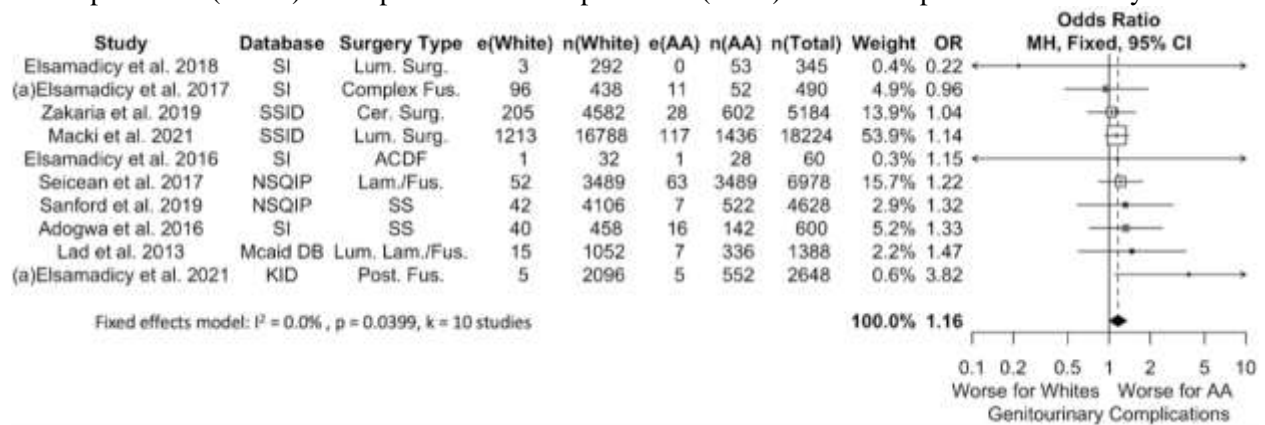 Odds Ratio
Study Database Surgery Type e(White) n(White) e(AA) n(AA) n(Total) Weight OR MH, Fixed, 95% CI
Elsamadicy et al. 2018 SI Lum. Surg. 3 292 0 53 345 0.4% 0.22
(a)Elsamadicy et al. 2017 SI Complex Fus. 96 438 11 52 490 4.9% 0.96
Zakaria et al. 2019 SSID Cer. Surg. 205 4582 28 602 5184 13.9% 1.04
Macki et al. 2021 SSID Lum. Surg. 1213 16788 117 1436 18224 53.9% 1.14
Elsamadicy et al. 2016 SI ACDF 1 32 1 28 60 0.3% 1.15
Seicean et al. 2017 NSQIP Lam./Fus. 52 3489 63 3489 6978 15.7% 1.22
Sanford et al. 2019 NSQIP SS 42 4106 7 522 4628 2.9% 1.32
Adogwa et al. 2016 SI SS 40 458 16 142 600 5.2% 1.33
Lad et al. 2013 Mcaid DB Lum. Lam./Fus. 15 1052 7 336 1388 2.2% 1.47
(a)Elsamadicy et al. 2021 KID Post. Fus. 5 2096 5 552 2648 0.6% 3.82
Fixed effects model: I² = 0.0% , p = 0.0399, k = 10 studies 100.0% 1.16
0.1 0.2 0.5 1 2 5 10
Worse for Whites Worse for AA
Genitourinary Complications